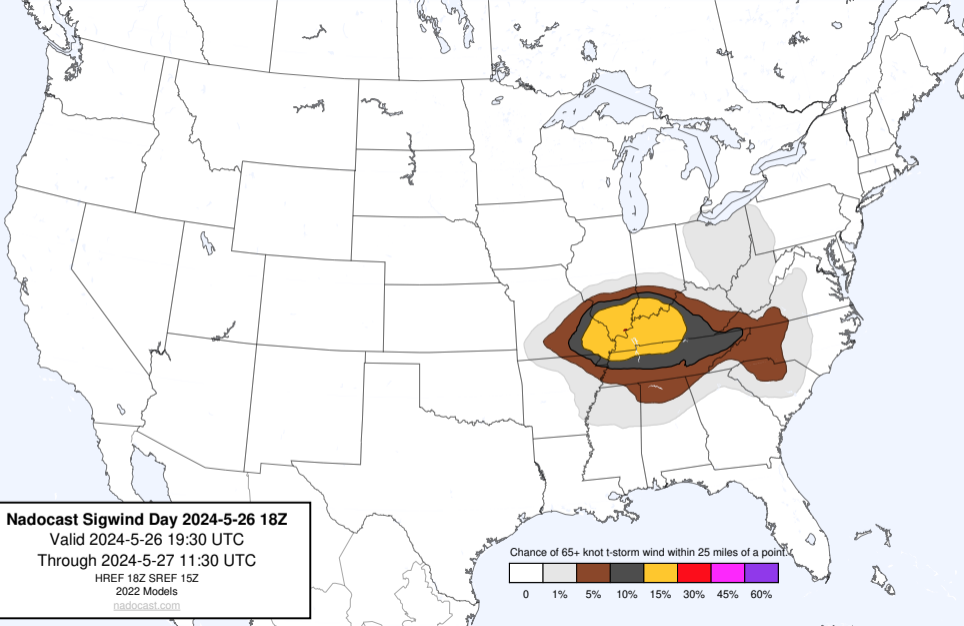 Nadocast Sigwind Day 2024-5-26 18Z
Valid 2024-5-26 19:30 UTC
Through 2024-5-27 11:30 UTC
HREF 18Z SREF 15Z
2022 Models
nadocast.com
Chance of 65+ knot t-storm wind within 25 miles of a point.
0 1% 5% 10% 15% 30% 45% 60%